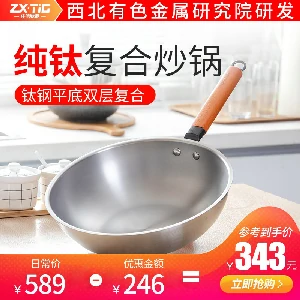 ZX-TiG
西北有色金属研究院研发
纯钛复合炒锅
钛钢平底双层复合
参考到手价
日常价
优惠金额
¥589
-
¥246
=
¥343元
立即抢购>